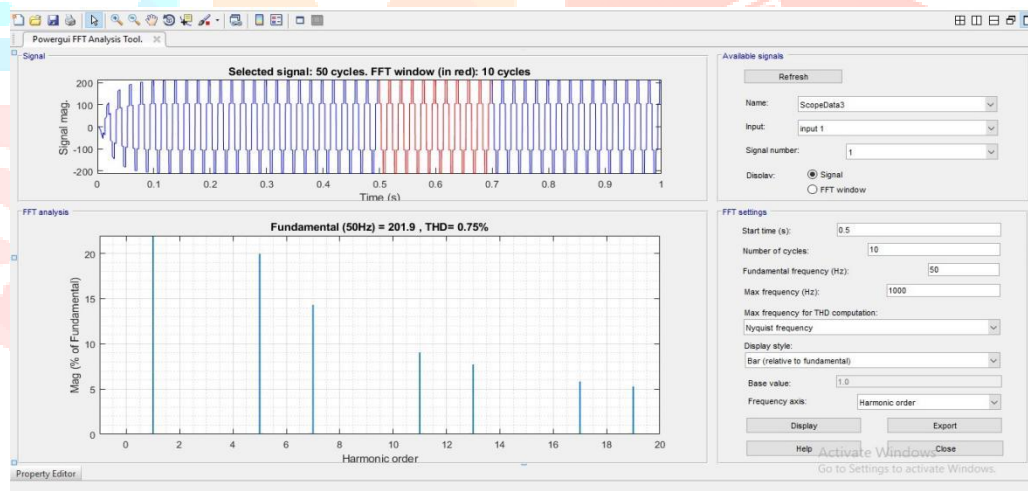 Powergui FFT Analysis Tool.
Signal
Selected signal: 50 cycles. FFT window (in red): 10 cycles
Signal mag.
200
100
0
-100
-200
0 0.1 0.2 0.3 0.4 0.5 0.6 0.7 0.8 0.9 1
Time (s)
FFT analysis
Fundamental (50Hz) = 201.9 , THD= 0.75%
Mag (% of Fundamental)
20
15
10
5
0
0 2 4 6 8 10 12 14 16 18 20
Harmonic order
Available signals
Refresh
Name: ScopeData3
Input: input 1
Signal number: 1
Display: Signal
FFT window
FFT settings
Start time (s): 0.5
Number of cycles: 10
Fundamental frequency (Hz): 50
Max frequency (Hz): 1000
Max frequency for THD computation:
Nyquist frequency
Display style:
Bar (relative to fundamental)
Base value: 1.0
Frequency axis: Harmonic order
Display Export
Help Close
Activate Windows
Go to Settings to activate Windows.
Property Editor